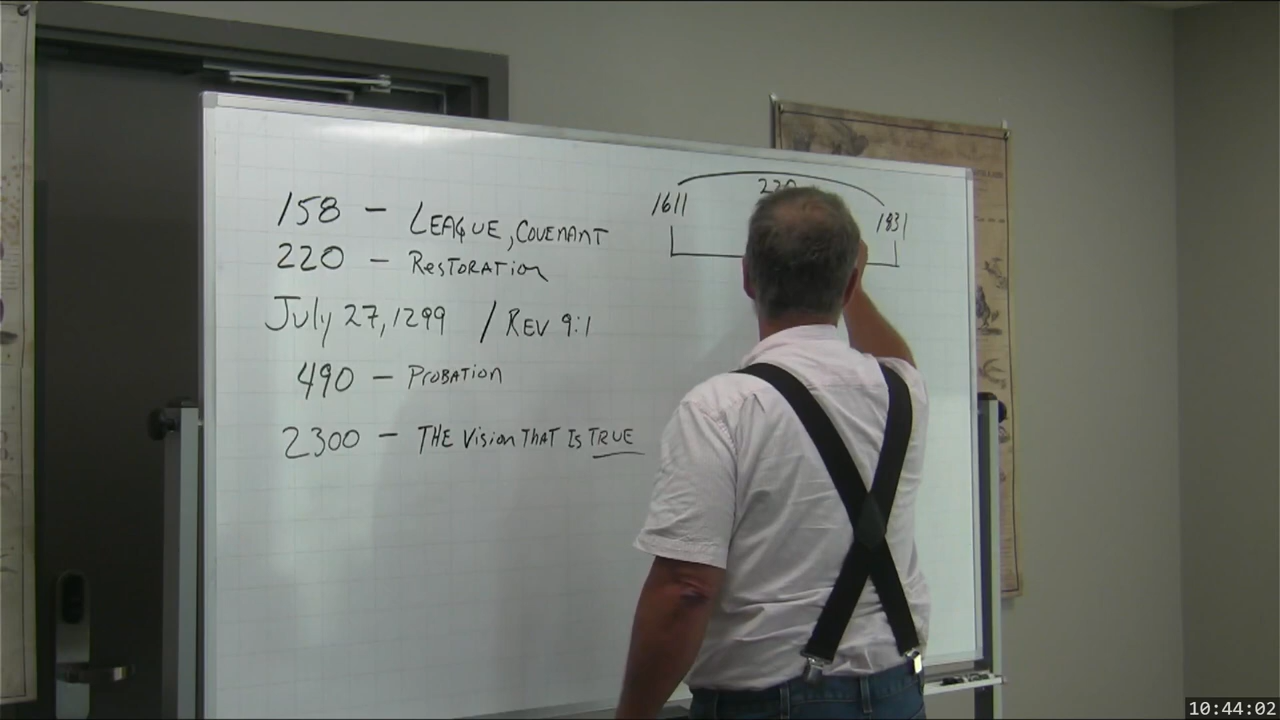 158 - LEAGUE, COVENANT
220 - RESTORATION
July 27, 1299 / REV 9:1
490 - PROBATION
2300 - THE Vision THAT IS TRUE
220
1611
1831
10:44:02